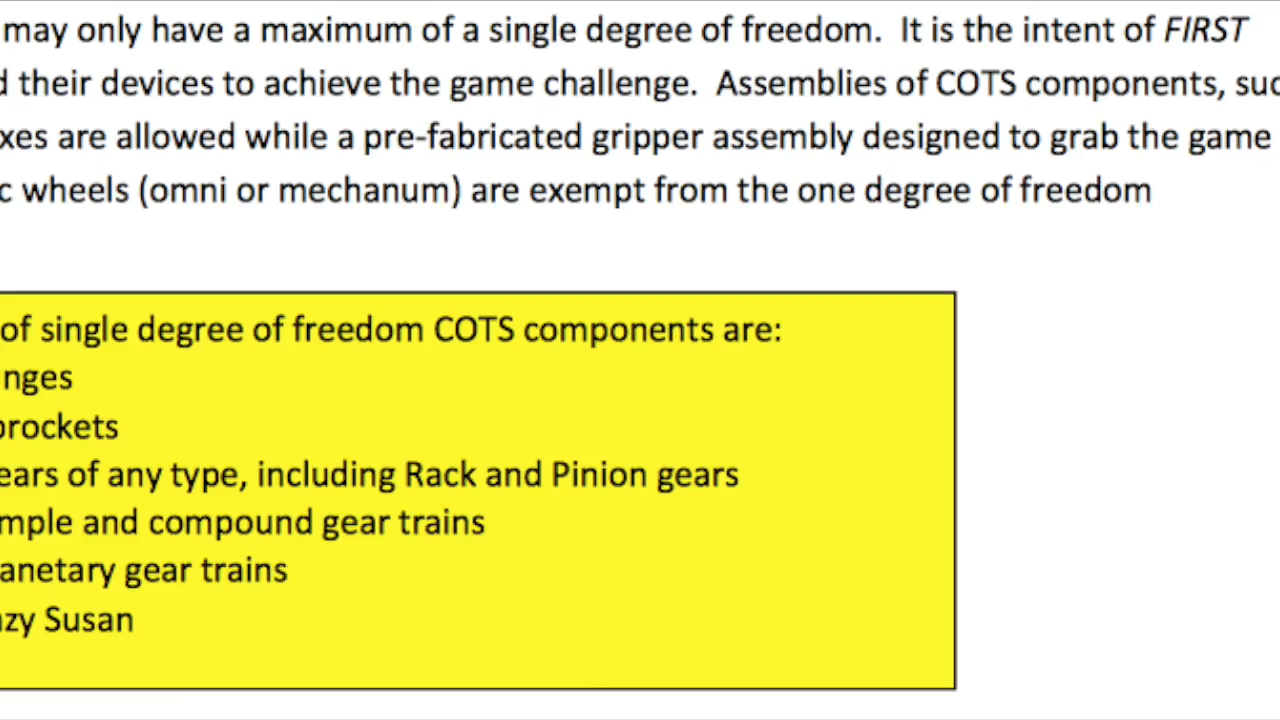 may only have a maximum of a single degree of freedom. It is the intent of FIRST
their devices to achieve the game challenge. Assemblies of COTS components,
are allowed while a pre-fabricated gripper assembly designed to grab the game
wheels (omni or mechanum) are exempt from the one degree of freedom
of single degree of freedom COTS components are:
nges
prockets
ears of any type, including Rack and Pinion gears
mple and compound gear trains
anetary gear trains
zy Susan